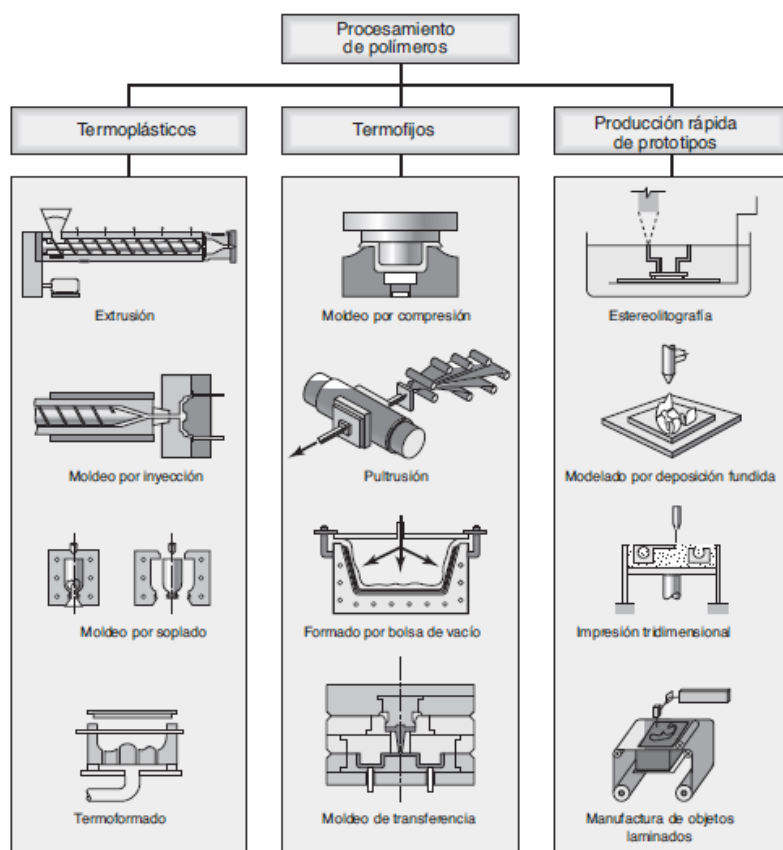 Procesamiento
de polímeros
Termoplásticos
Termofijos
Producción rápida
de prototipos
Extrusión
Moldeo por inyección
Moldeo por soplado
Termoformado
Moldeo por compresión
Pultrusión
Formado por bolsa de vacío
Moldeo de transferencia
Estereolitografía
Modelado por deposición fundida
Impresión tridimensional
Manufactura de objetos
laminados